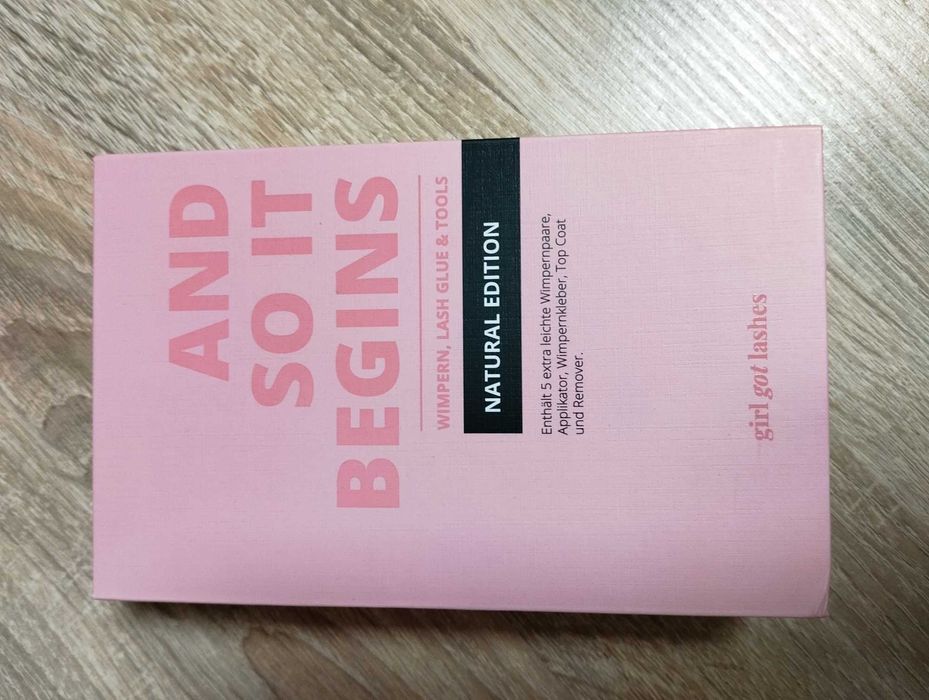 AND
SO IT
BEGINS
WIMPERN, LASH GLUE & TOOLS
NATURAL EDITION
Enthält 5 extra leichte Wimpernpaare,
Applikator, Wimpernkleber, Top Coat
und Remover.
girl got lashes